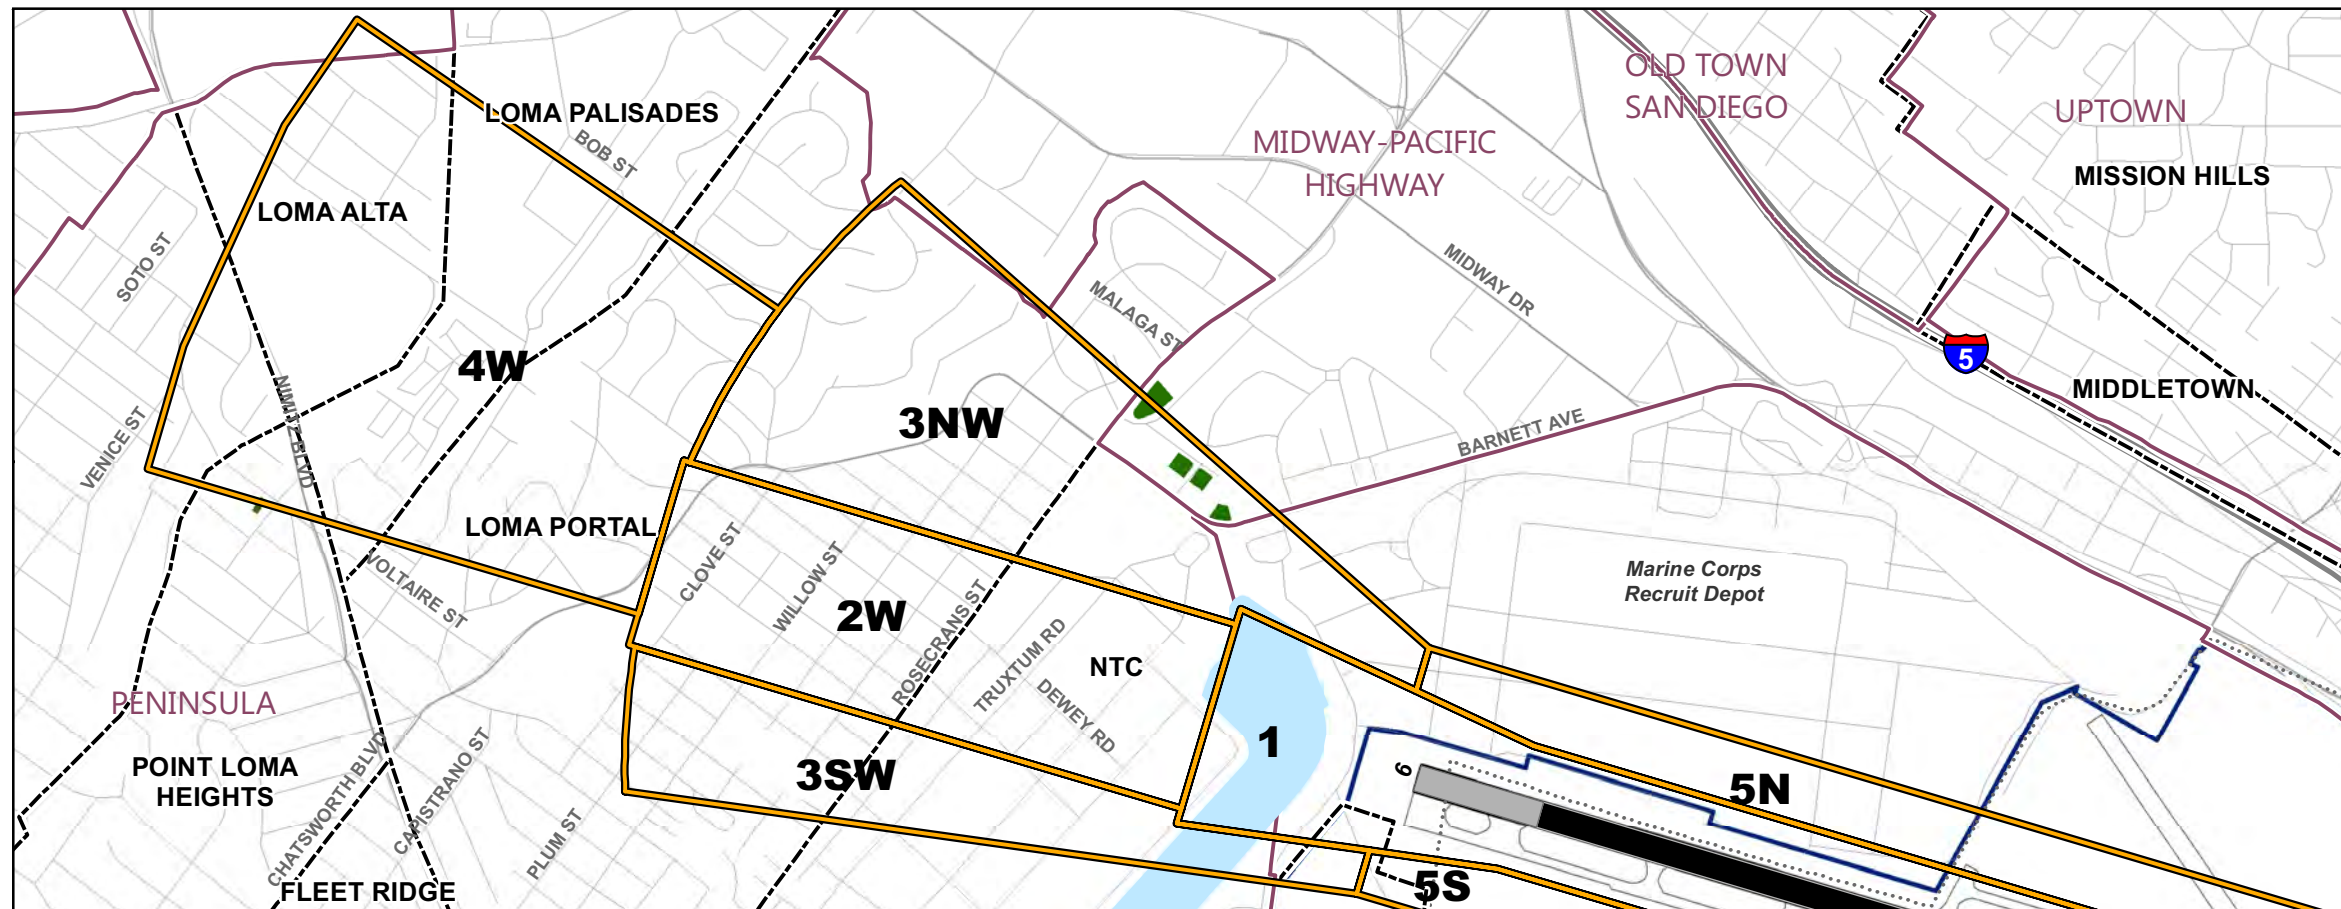 OLD TOWN
SAN DIEGO
UPTOWN
LOMA PALISADES
BOB ST
MIDWAY-PACIFIC
HIGHWAY
MISSION HILLS
LOMA ALTA
SOTO ST
MALAGA ST
MIDWAY DR
5
4W
MIDDLETOWN
3NW
BARNETT AVE
VENICE ST
NIMITZ BLVD
LOMA PORTAL
CLOVE ST
WILLOW ST
VOLTAIRE ST
2W
ROSECRANS ST
TRUXTUM RD
NTC
DEWEY RD
Marine Corps
Recruit Depot
PENINSULA
POINT LOMA
HEIGHTS
CHATSWORTH BLVD
CAPISTRANO ST
PLUM ST
3SW
1
9
5N
FLEET RIDGE
5S